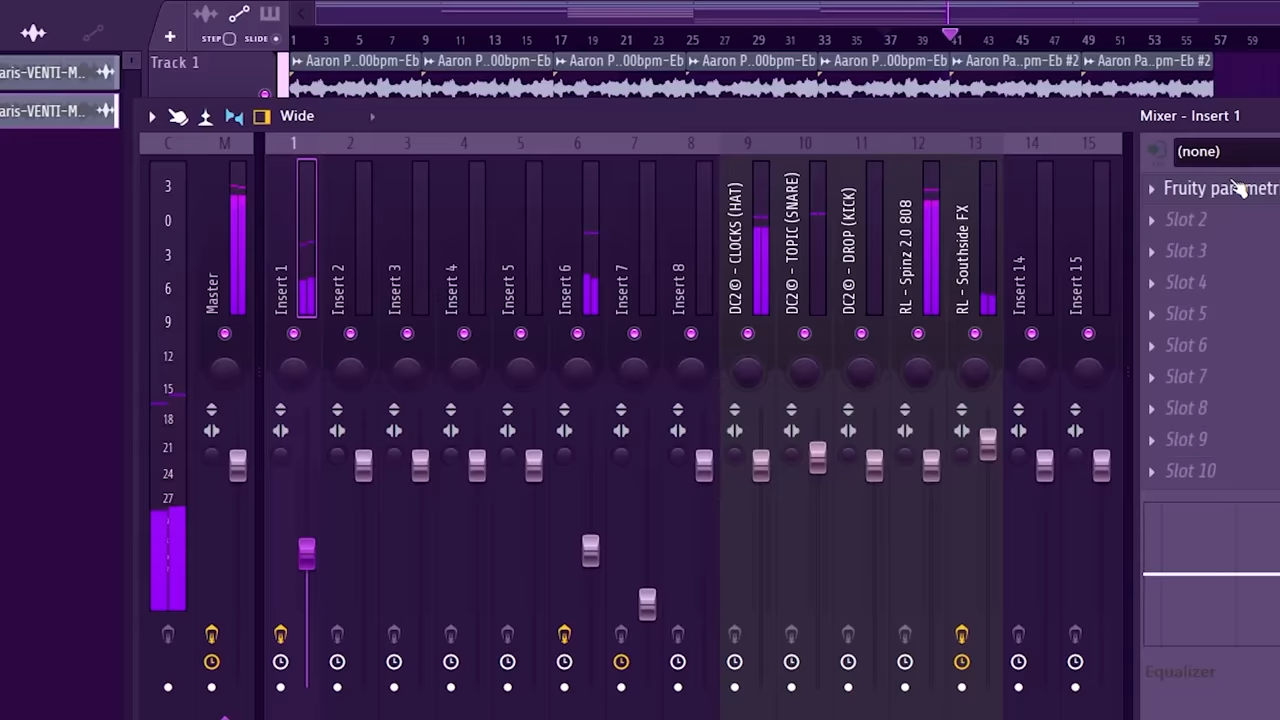 STEP SLIDE
1 3 5 7 9 11 13 15 17 19 21 23 25 27 29 31 33 35 37 39 41 43 45 47 49 51 53 55 57 59
Track 1
Aaron P..00bpm-Eb Aaron P..00bpm-Eb Aaron P..00bpm-Eb Aaron P..00bpm-Eb Aaron P..00bpm-Eb Aaron Pa..pm-Eb #2 Aaron Pa..pm-Eb #2
aris-VENTI-M..
aris-VENTI-M..
Wide
Mixer - Insert 1
C M 1 2 3 4 5 6 7 8 9 10 11 12 13 14 15
(none)
3
0
3
6
9
12
15
18
21
24
27
Master
Insert 1
Insert 2
Insert 3
Insert 4
Insert 5
Insert 6
Insert 7
Insert 8
DC2 © - CLOCKS (HAT)
DC2 © - TOPIC (SNARE)
DC2 © - DROP (KICK)
RL - Spinz 2.0 808
RL - Southside FX
Insert 14
Insert 15
Fruity parametr
Slot 2
Slot 3
Slot 4
Slot 5
Slot 6
Slot 7
Slot 8
Slot 9
Slot 10
Equalizer